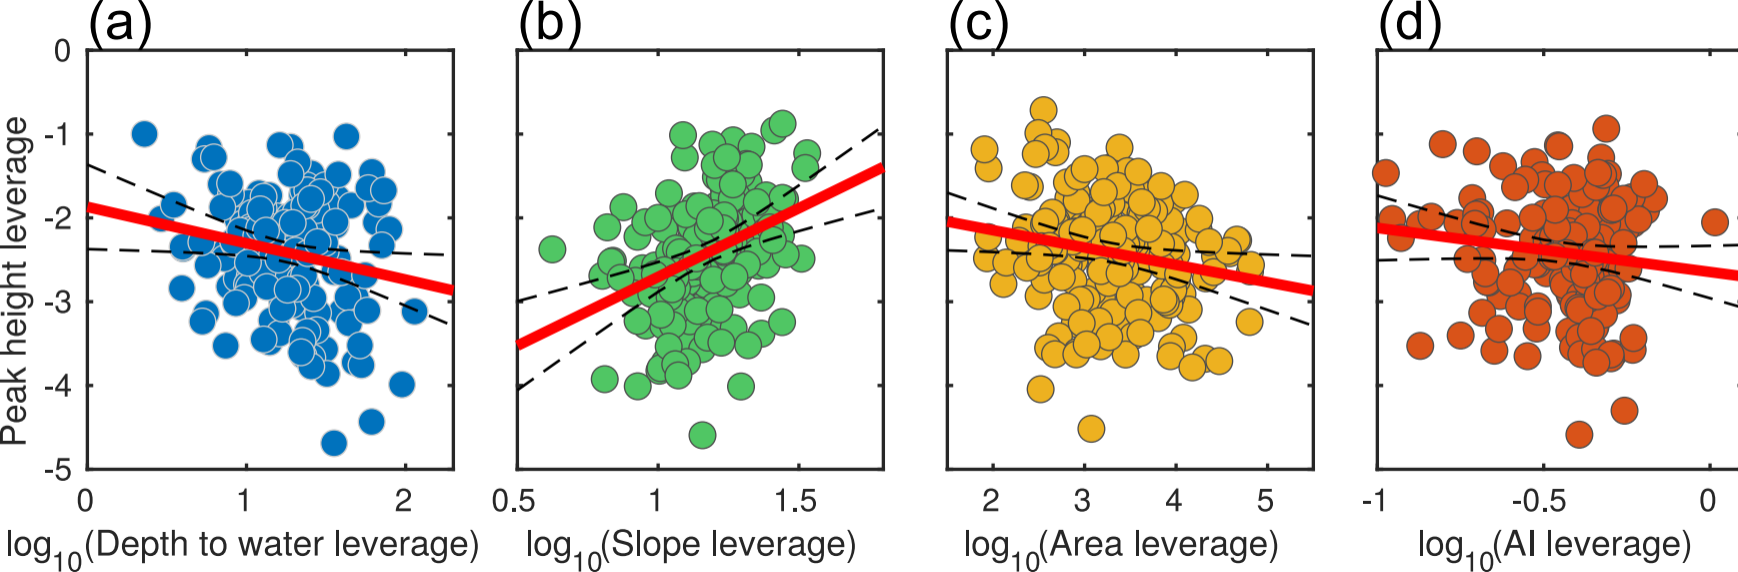 (a) (b) (c) (d)
Peak height leverage
0
-1
-2
-3
-4
-5
0 1 2
0.5 1 1.5
2 3 4 5
-1 -0.5 0
log10(Depth to water leverage)
log10(Slope leverage)
log10(Area leverage)
log10(AI leverage)